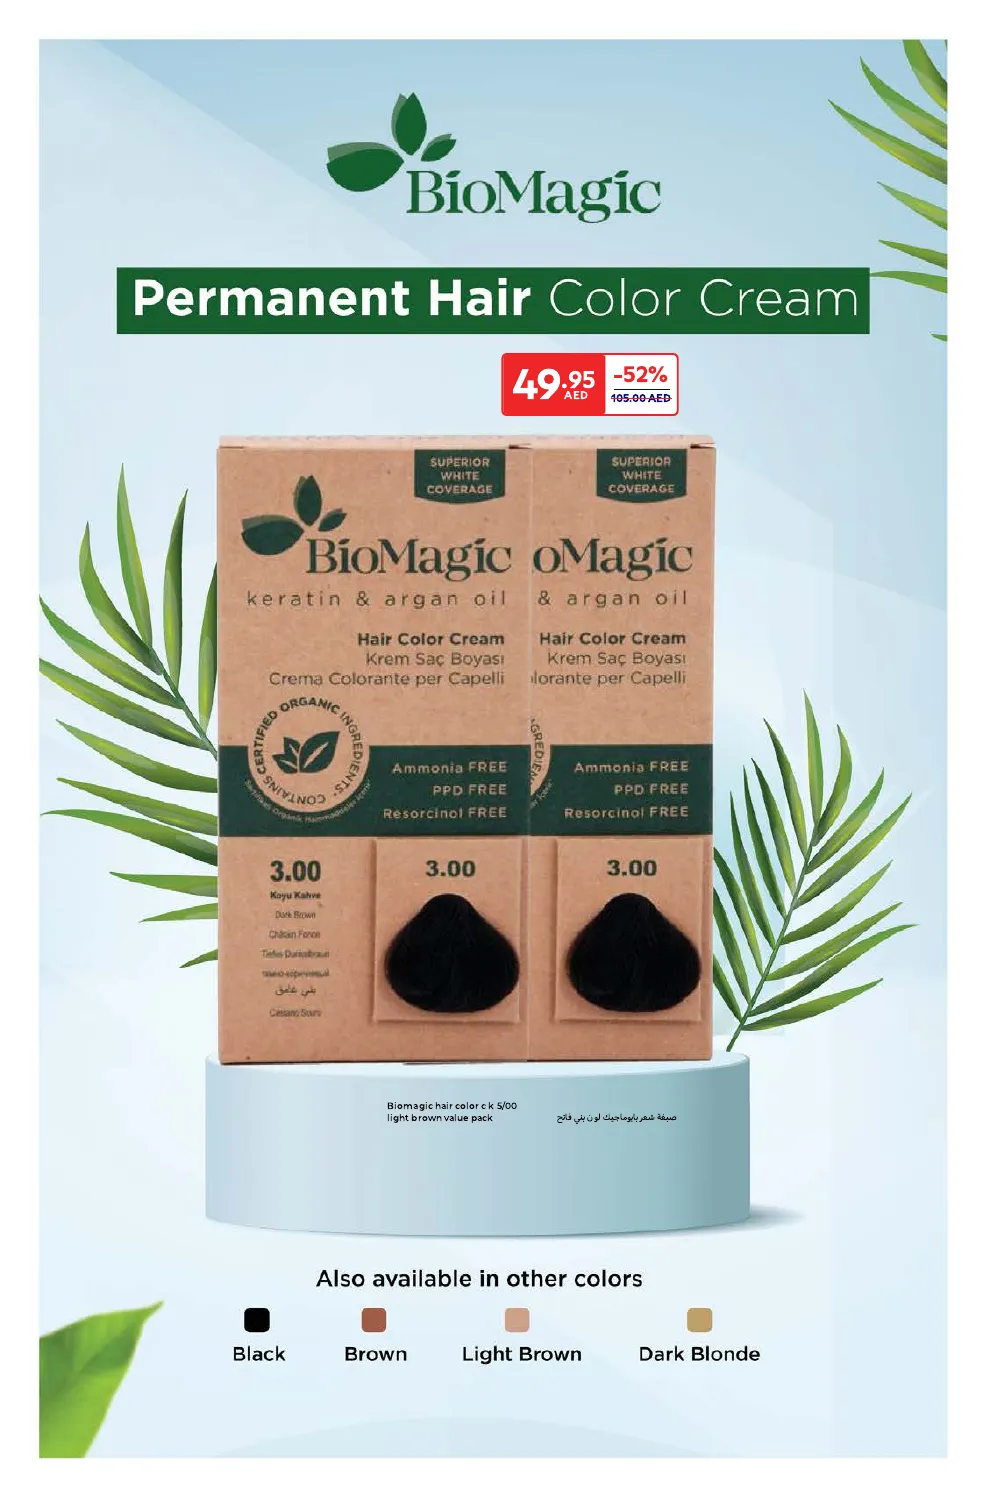 BioMagic
Permanent Hair Color Cream
49.95
AED
-52%
105.00 AED
SUPERIOR
WHITE
COVERAGE
BioMagic
keratin & argan oil
Hair Color Cream
Krem Saç Boyası
Crema Colorante per Capelli
CONTAINS CERTIFIED ORGANIC INGREDIENTS
Ammonia FREE
PPD FREE
Resorcinol FREE
3.00
Koyu Kahve
Dark Brown
بني غامق
3.00
SUPERIOR
WHITE
COVERAGE
oMagic
& argan oil
Hair Color Cream
Krem Saç Boyası
lorante per Capelli
GREDIEN
Ammonia FREE
PPD FREE
Resorcinol FREE
3.00
Biomagic hair color c k 5/00
light brown value pack
صبغة شعر بايوماجيك لون بني فاتح
Also available in other colors
Black
Brown
Light Brown
Dark Blonde